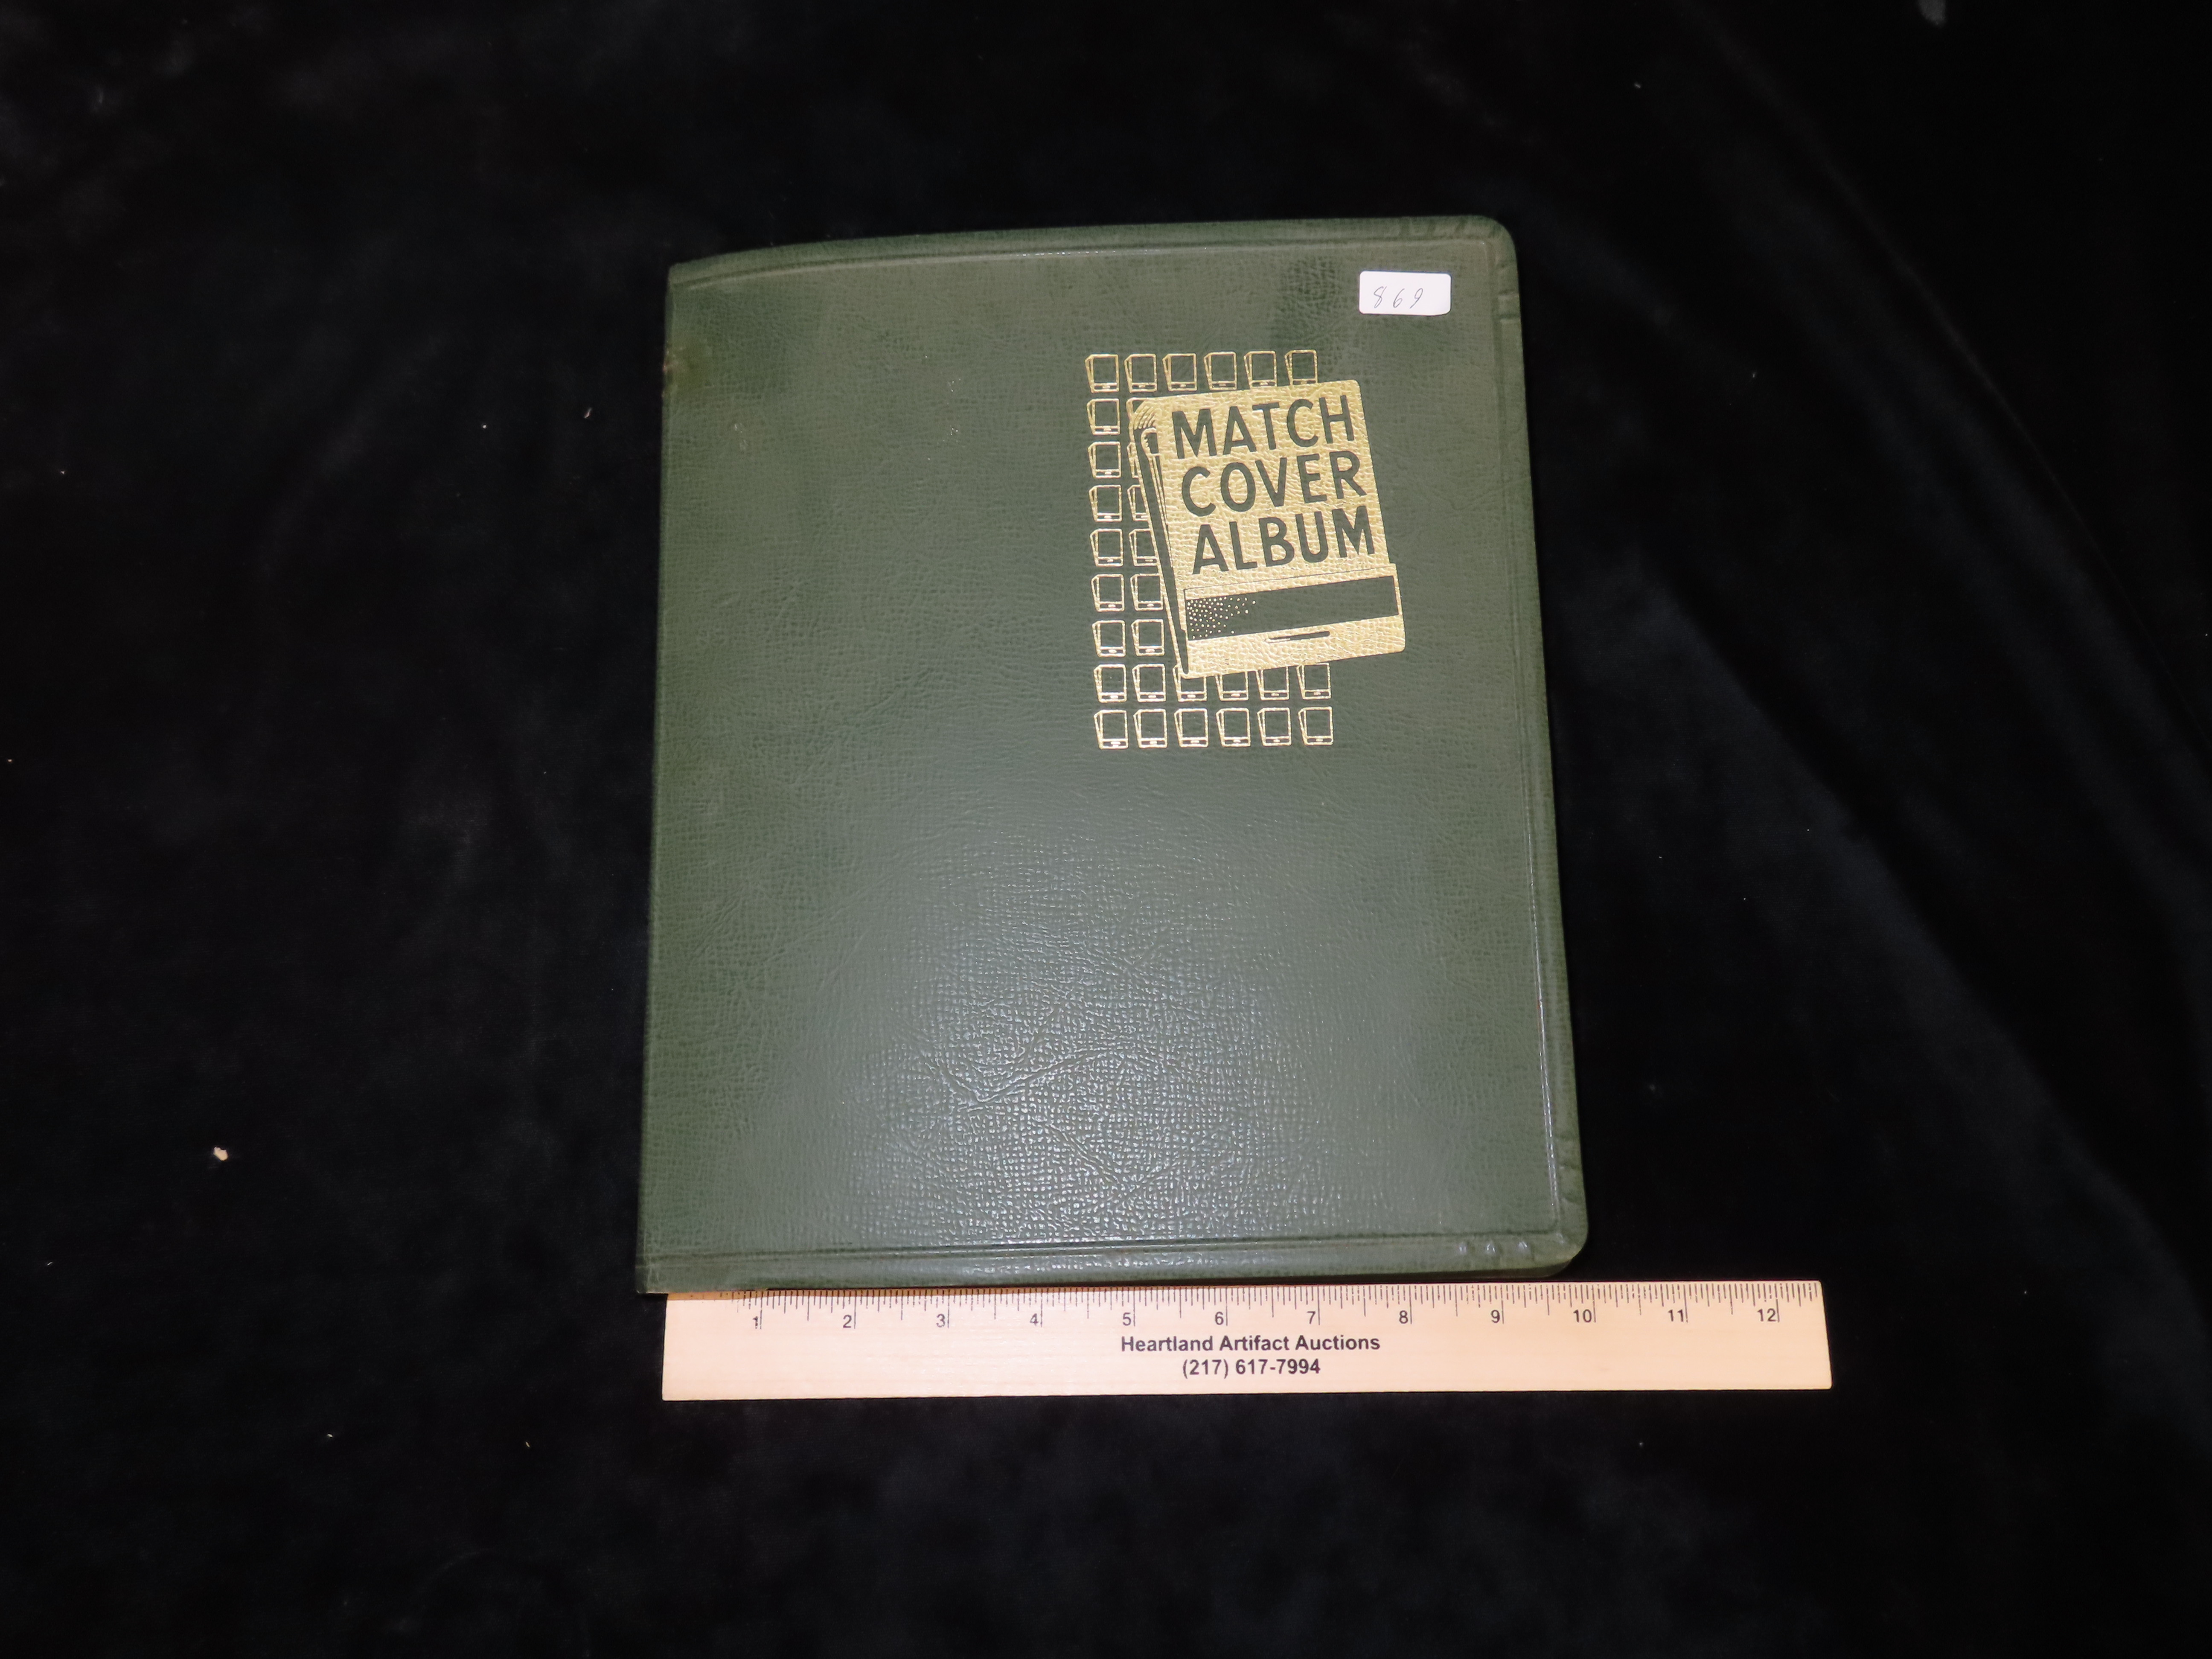 869
MATCH
COVER
ALBUM
1 2 3 4 5 6 7 8 9 10 11 12
Heartland Artifact Auctions
(217) 617-7994